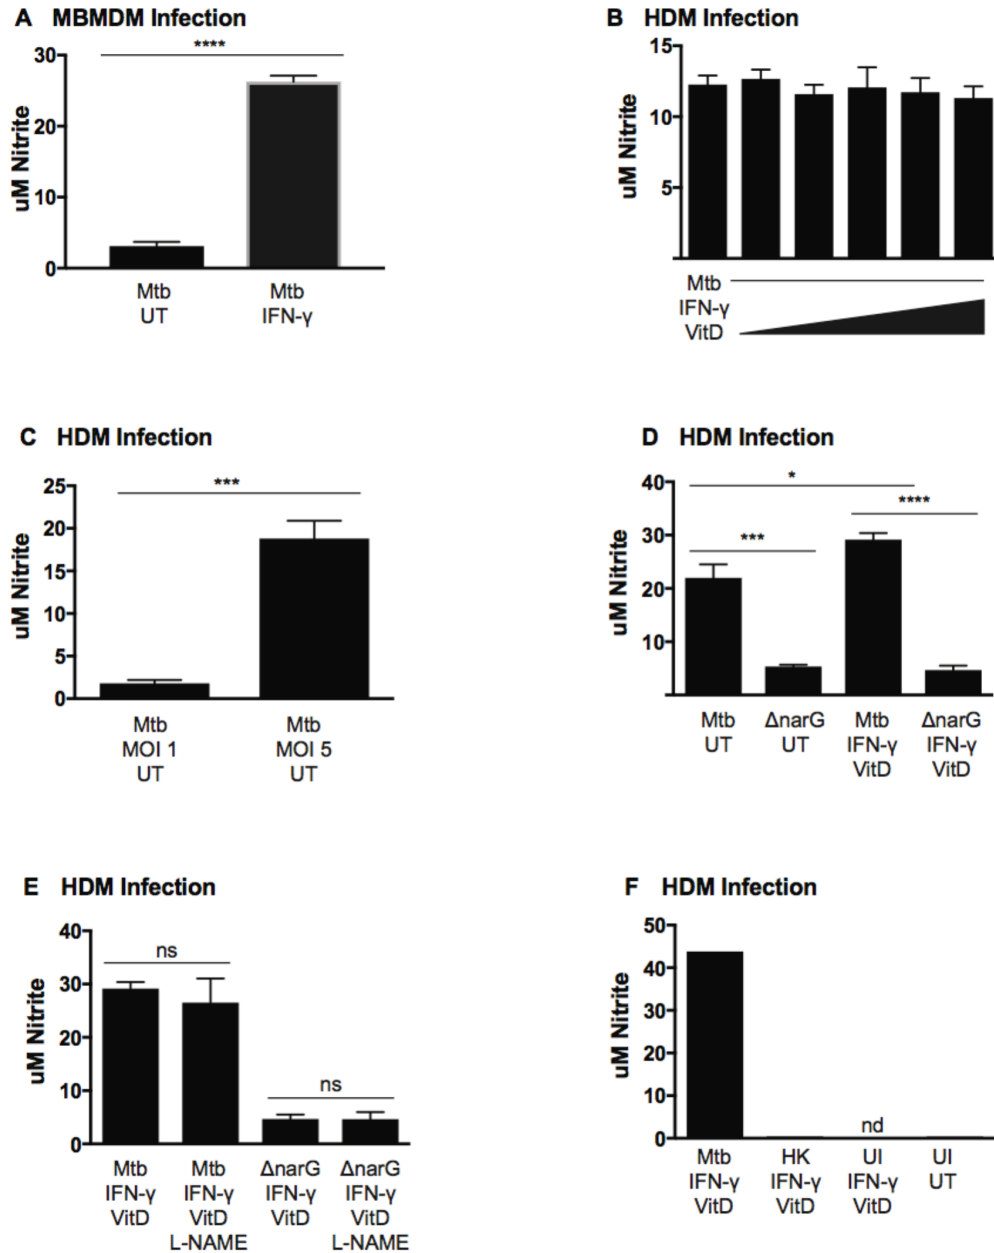 A MBMDM Infection
****
30
20
10
0
uM Nitrite
Mtb
UT
Mtb
IFN-γ
B HDM Infection
15
10
5
uM Nitrite
Mtb
IFN-γ
VitD
C HDM Infection
***
25
20
15
10
5
0
uM Nitrite
Mtb
MOI 1
UT
Mtb
MOI 5
UT
D HDM Infection
*
****
***
40
30
20
10
uM Nitrite
Mtb
UT
ΔnarG
UT
Mtb
IFN-γ
VitD
ΔnarG
IFN-γ
VitD
E HDM Infection
ns
ns
40
30
20
10
0
uM Nitrite
Mtb
IFN-γ
VitD
Mtb
IFN-γ
VitD
L-NAME
ΔnarG
IFN-γ
VitD
ΔnarG
IFN-γ
VitD
L-NAME
F HDM Infection
50
40
30
20
10
0
uM Nitrite
nd
Mtb
IFN-γ
VitD
HK
IFN-γ
VitD
UI
IFN-γ
VitD
UI
UT